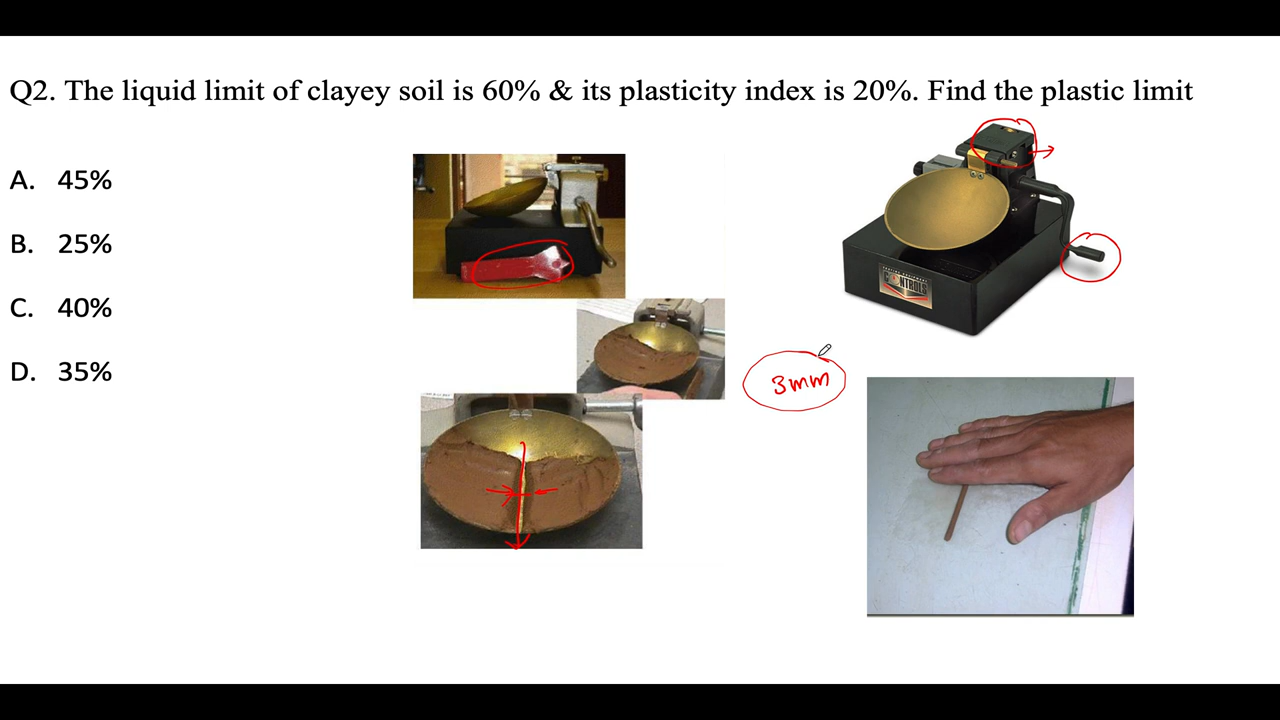 Q2. The liquid limit of clayey soil is 60% & its plasticity index is 20%. Find the plastic limit
A. 45%
B. 25%
C. 40%
D. 35%
3mm